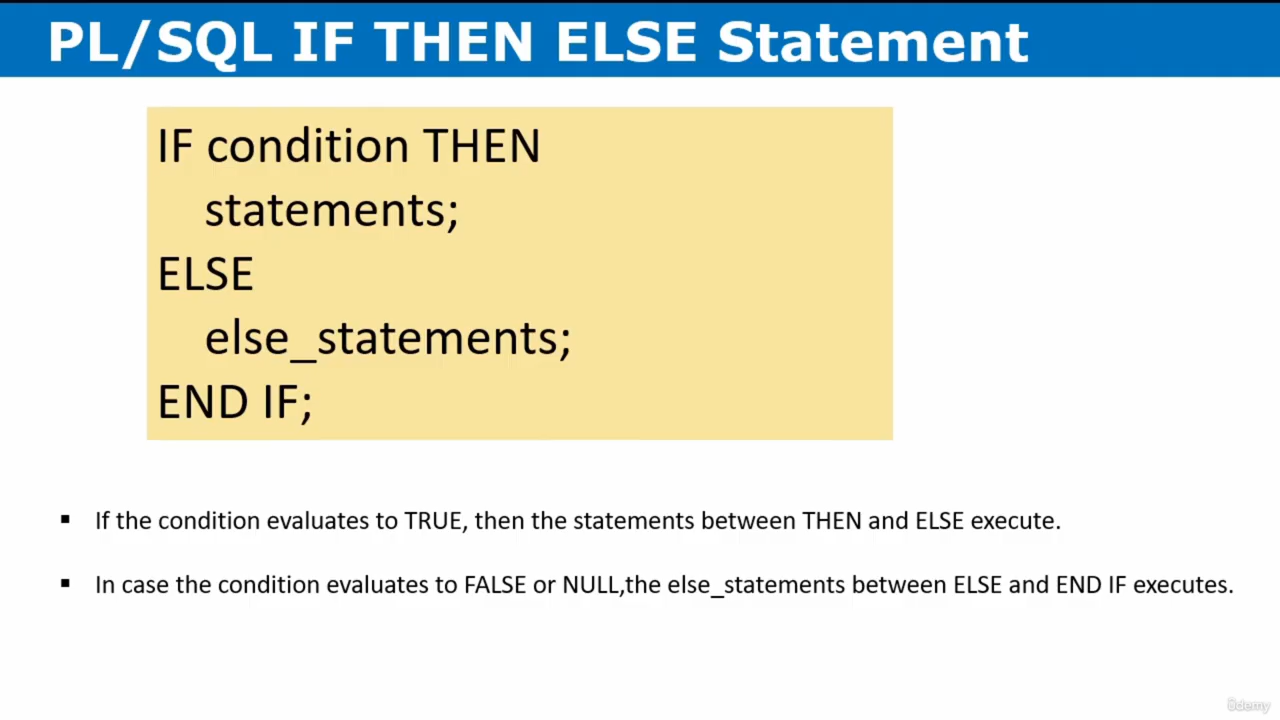 PL/SQL IF THEN ELSE Statement
IF condition THEN
statements;
ELSE
else_statements;
END IF;
▪ If the condition evaluates to TRUE, then the statements between THEN and ELSE execute.
▪ In case the condition evaluates to FALSE or NULL,the else_statements between ELSE and END IF executes.
ûdemy